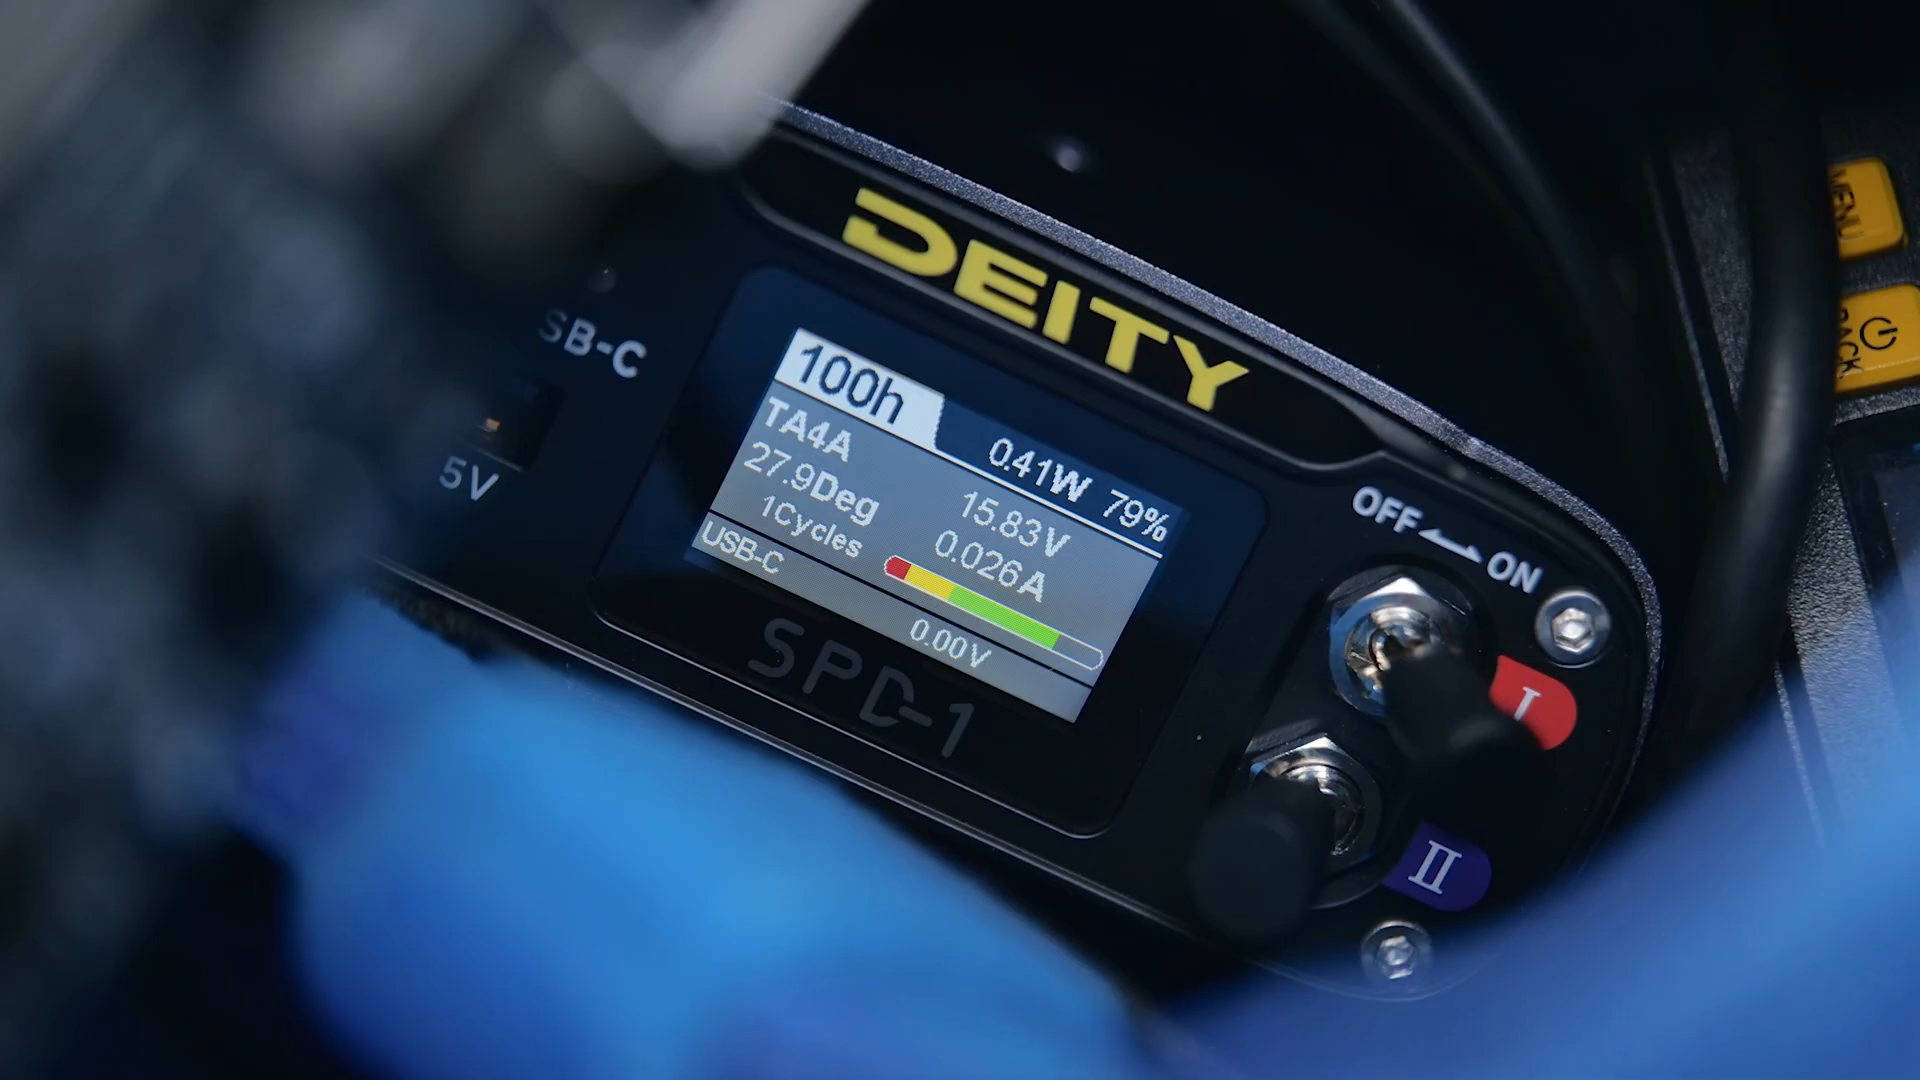 DEITY
SB-C
5V
100h
0.41W 79%
TA4A
15.83V
27.9Deg
0.026A
1Cycles
USB-C
0.00V
SPD-1
OFF ON
I
II
MENU
BACK